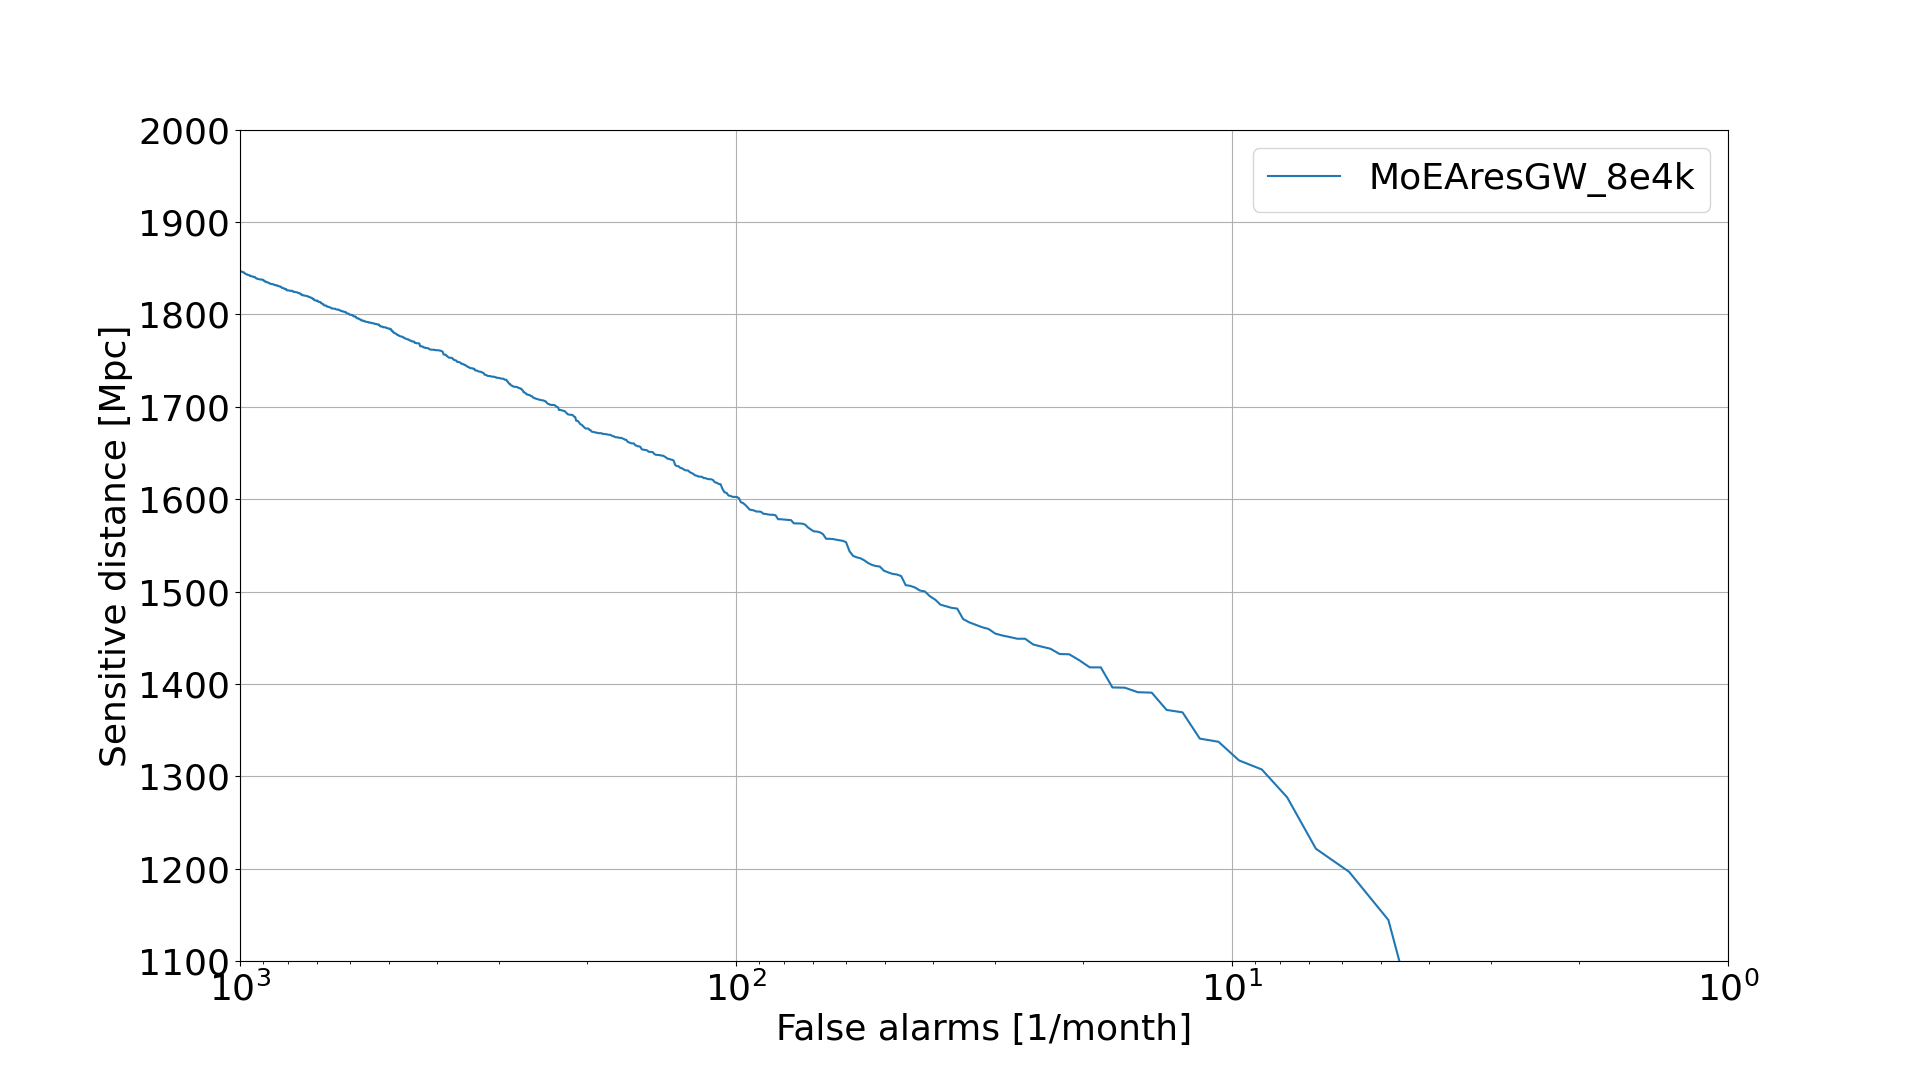 2000
1900
1800
1700
1600
1500
1400
1300
1200
1100
Sensitive distance [Mpc]
MoEAresGW_8e4k
10³ 10² 10¹ 10⁰
False alarms [1/month]